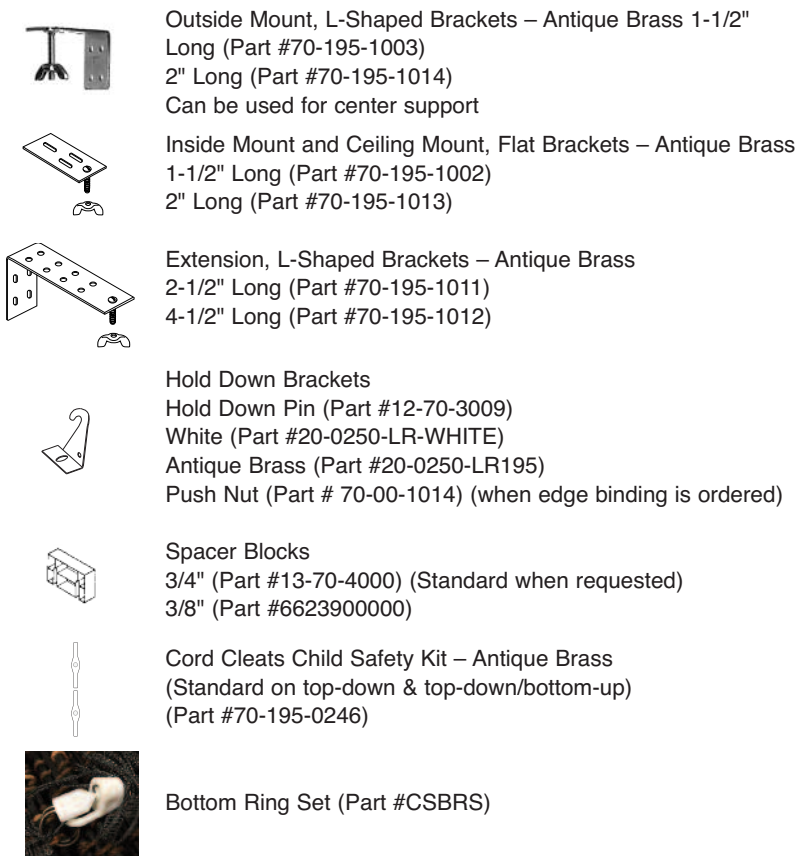 Outside Mount, L-Shaped Brackets – Antique Brass 1-1/2"
Long (Part #70-195-1003)
2" Long (Part #70-195-1014)
Can be used for center support
Inside Mount and Ceiling Mount, Flat Brackets – Antique Brass
1-1/2" Long (Part #70-195-1002)
2" Long (Part #70-195-1013)
Extension, L-Shaped Brackets – Antique Brass
2-1/2" Long (Part #70-195-1011)
4-1/2" Long (Part #70-195-1012)
Hold Down Brackets
Hold Down Pin (Part #12-70-3009)
White (Part #20-0250-LR-WHITE)
Antique Brass (Part #20-0250-LR195)
Push Nut (Part # 70-00-1014) (when edge binding is ordered)
Spacer Blocks
3/4" (Part #13-70-4000) (Standard when requested)
3/8" (Part #6623900000)
Cord Cleats Child Safety Kit – Antique Brass
(Standard on top-down & top-down/bottom-up)
(Part #70-195-0246)
Bottom Ring Set (Part #CSBRS)